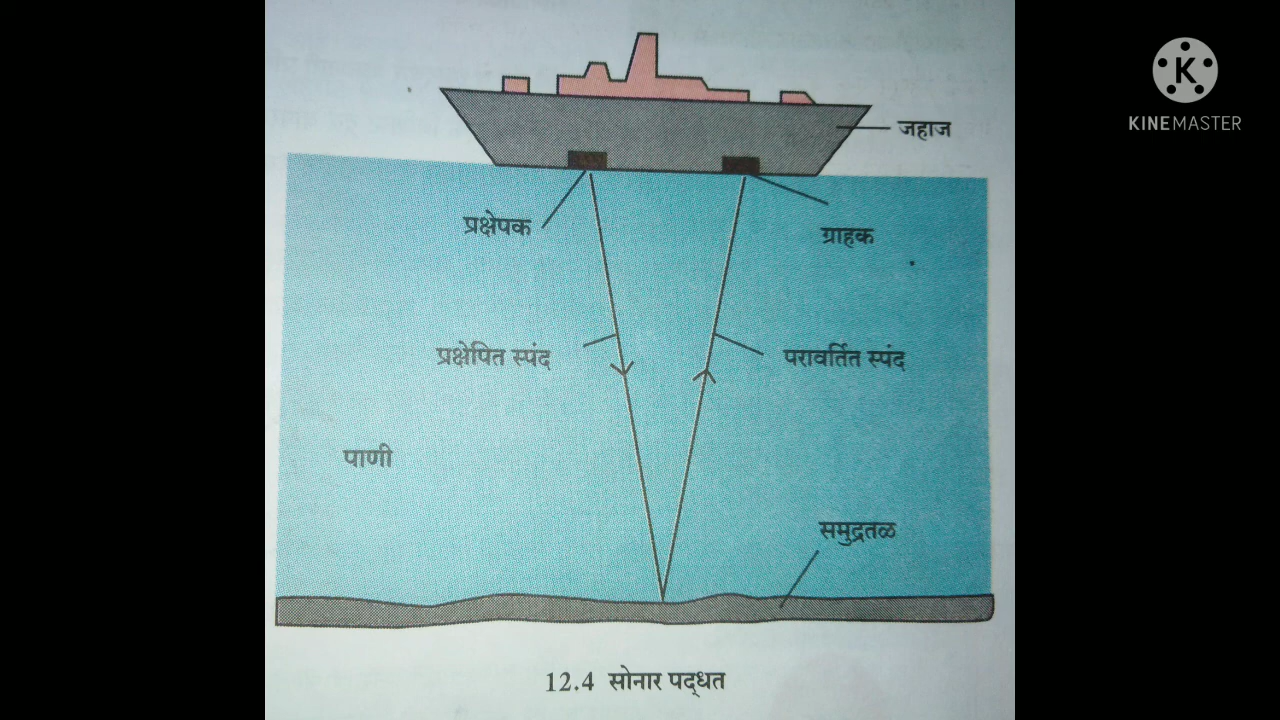 जहाज
प्रक्षेपक
ग्राहक
प्रक्षेपित स्पंद
परावर्तित स्पंद
पाणी
समुद्रतळ
12.4 सोनार पद्धत
K
KINEMASTER